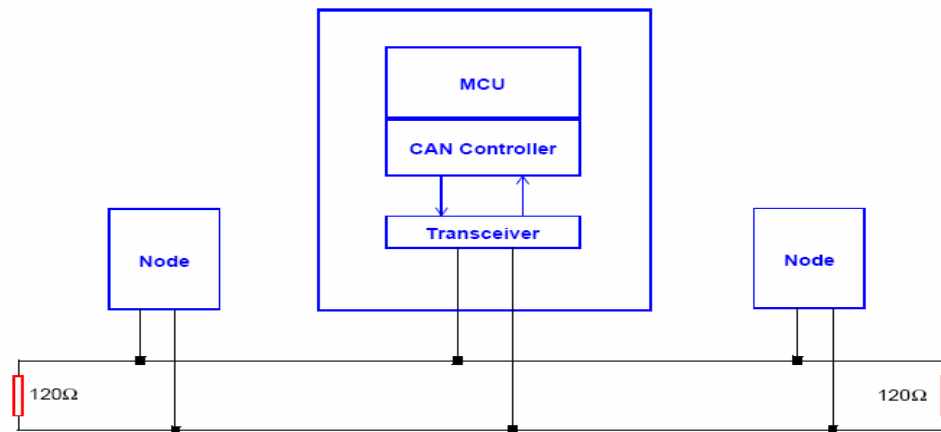 MCU
CAN Controller
Transceiver
Node
Node
120Ω
120Ω